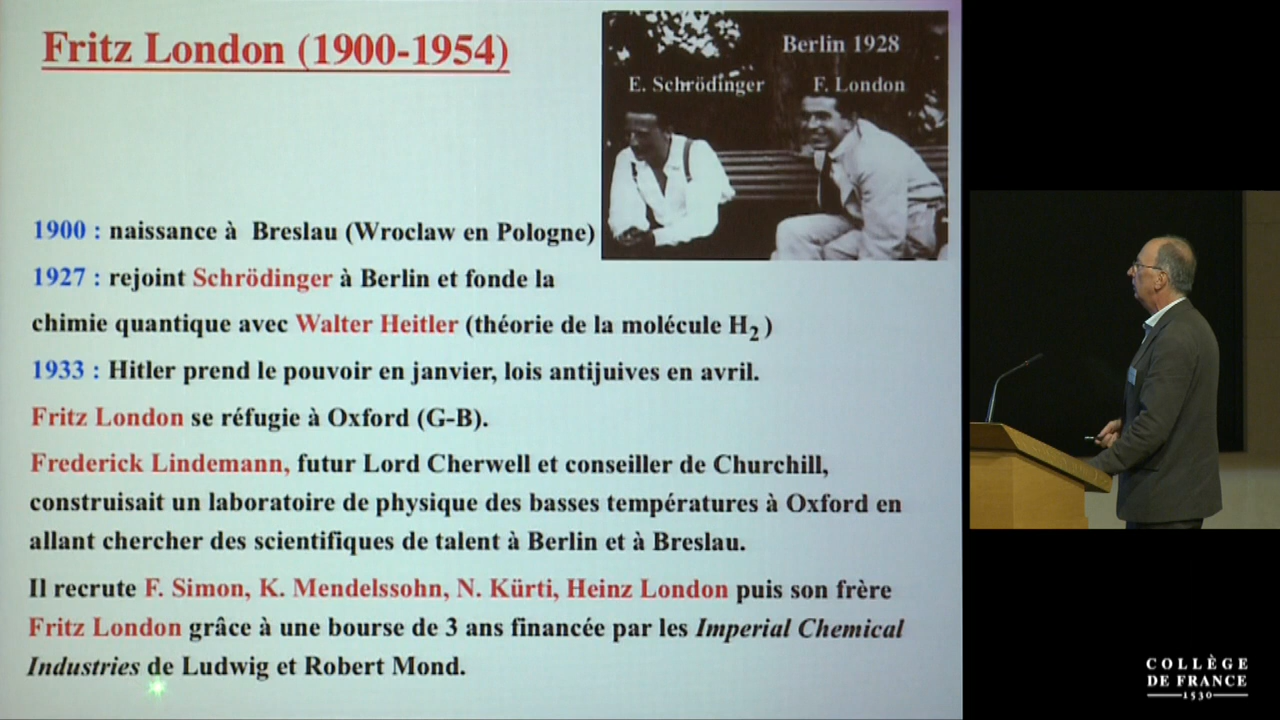 Fritz London (1900-1954)
Berlin 1928
E. Schrödinger F. London
1900 : naissance à Breslau (Wroclaw en Pologne)
1927 : rejoint Schrödinger à Berlin et fonde la
chimie quantique avec Walter Heitler (théorie de la molécule H2 )
1933 : Hitler prend le pouvoir en janvier, lois antijuives en avril.
Fritz London se réfugie à Oxford (G-B).
Frederick Lindemann, futur Lord Cherwell et conseiller de Churchill,
construisait un laboratoire de physique des basses températures à Oxford en
allant chercher des scientifiques de talent à Berlin et à Breslau.
Il recrute F. Simon, K. Mendelssohn, N. Kürti, Heinz London puis son frère
Fritz London grâce à une bourse de 3 ans financée par les Imperial Chemical
Industries de Ludwig et Robert Mond.
COLLÈGE
DE FRANCE
1530